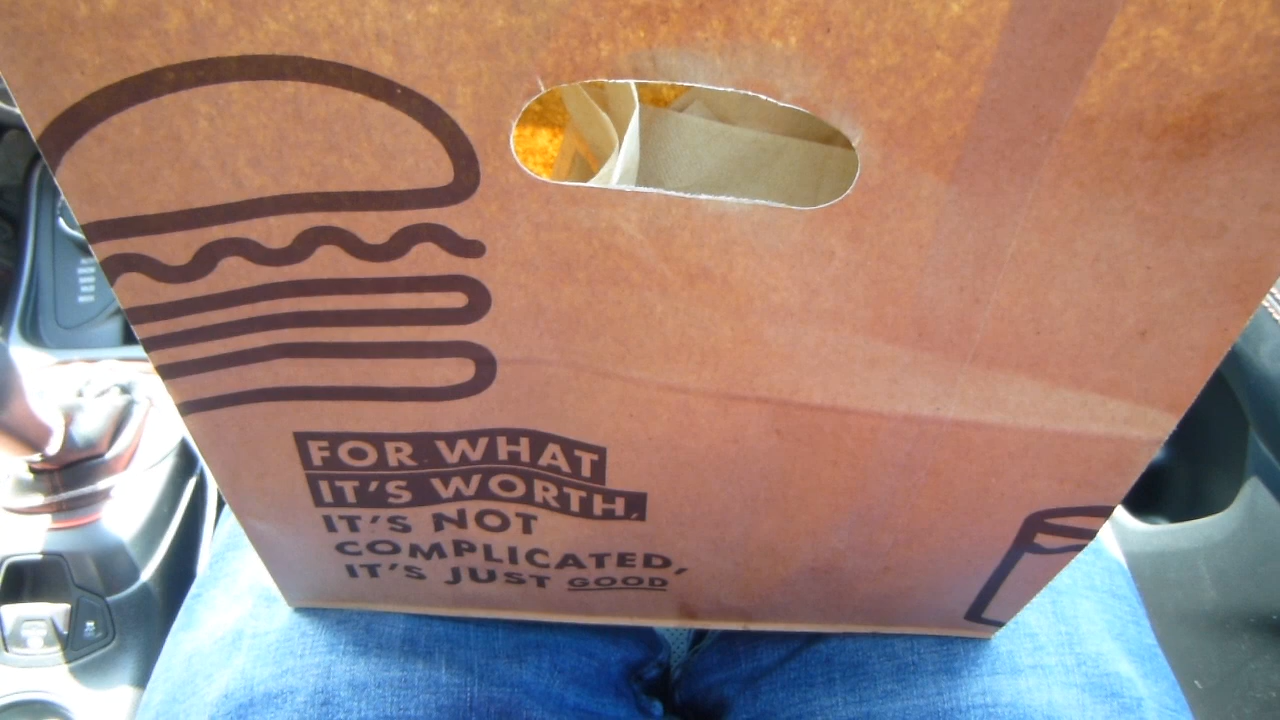 FOR WHAT
IT'S WORTH,
IT'S NOT
COMPLICATED,
IT'S JUST GOOD